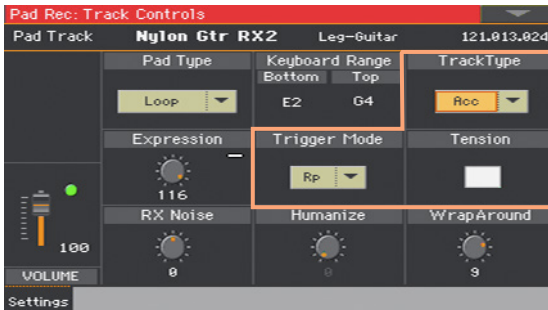 Pad Rec: Track Controls
Pad Track Nylon Gtr RX2 Leg-Guitar 121.013.024
Pad Type Keyboard Range TrackType
Bottom Top
Loop E2 G4 Acc
Expression Trigger Mode Tension
Rp
116
RX Noise Humanize WrapAround
100
VOLUME 0 0 9
Settings